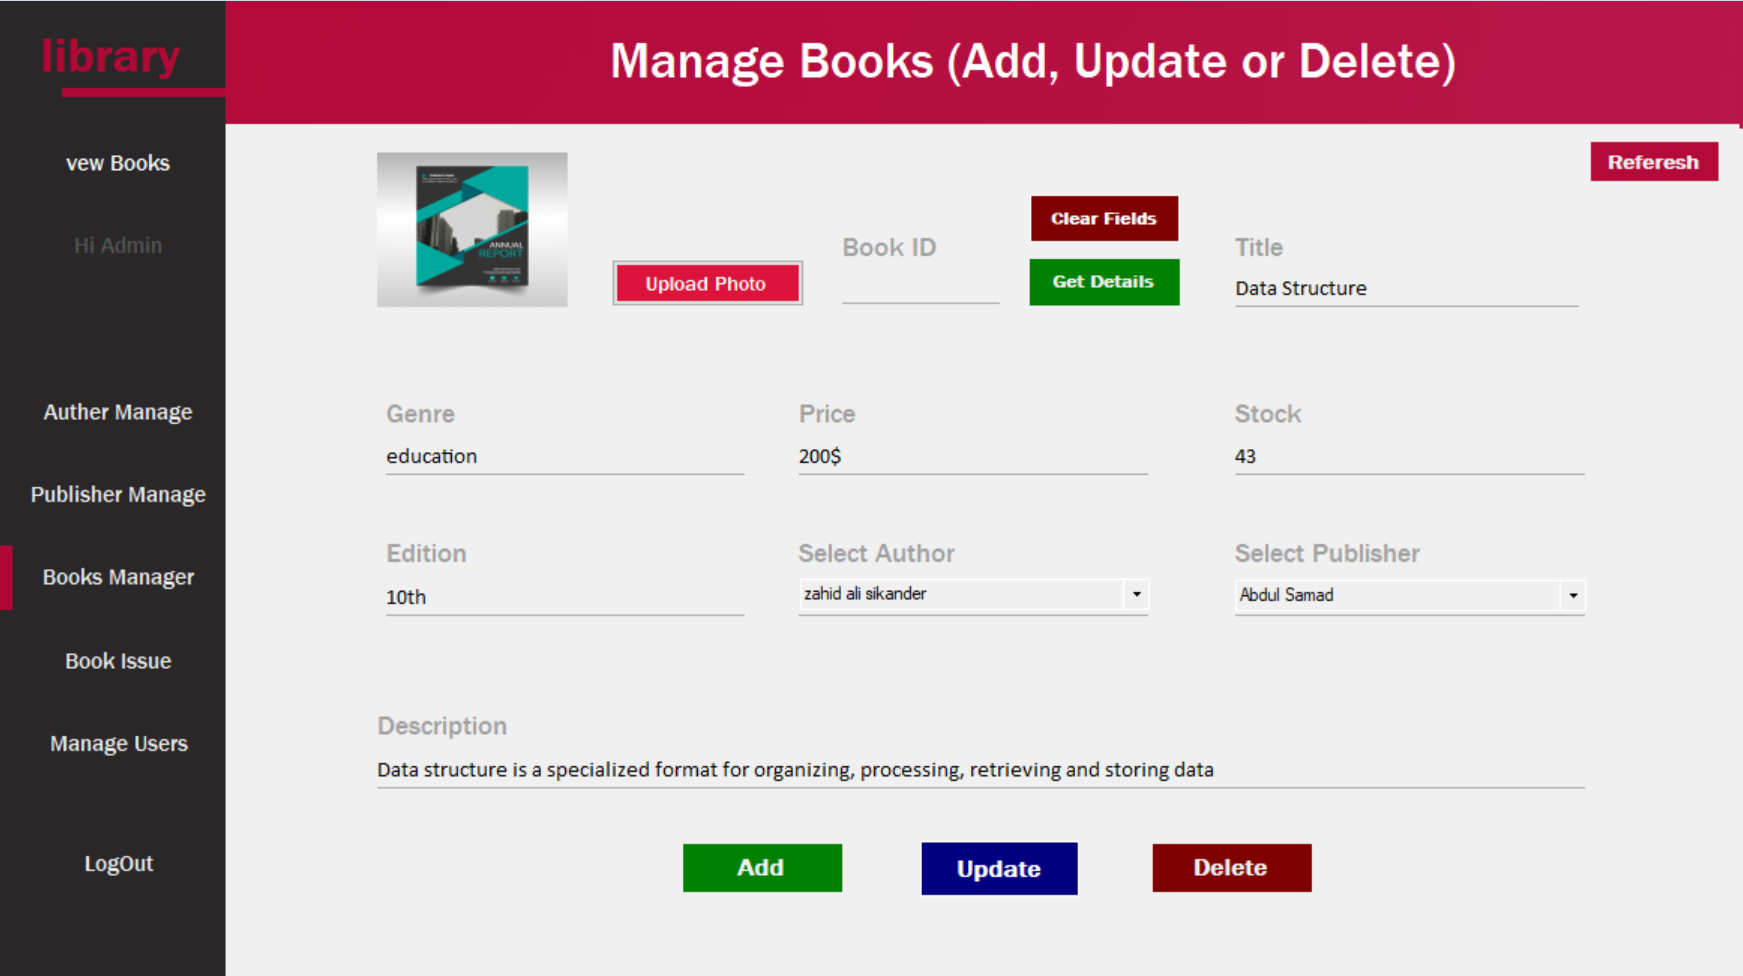 library
Manage Books (Add, Update or Delete)
vew Books
Hi Admin
Auther Manage
Publisher Manage
Books Manager
Book Issue
Manage Users
LogOut
Referesh
ANNUAL
REPORT
Upload Photo
Book ID
Clear Fields
Get Details
Title
Data Structure
Genre
education
Price
200$
Stock
43
Edition
10th
Select Author
zahid ali sikander
Select Publisher
Abdul Samad
Description
Data structure is a specialized format for organizing, processing, retrieving and storing data
Add
Update
Delete